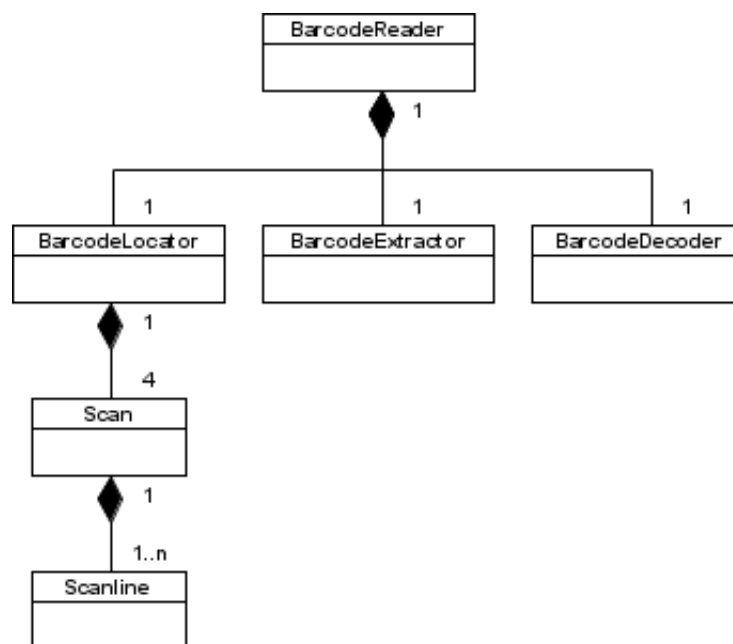 BarcodeReader
1
1
1
1
BarcodeLocator
BarcodeExtractor
BarcodeDecoder
1
4
Scan
1
1..n
Scanline